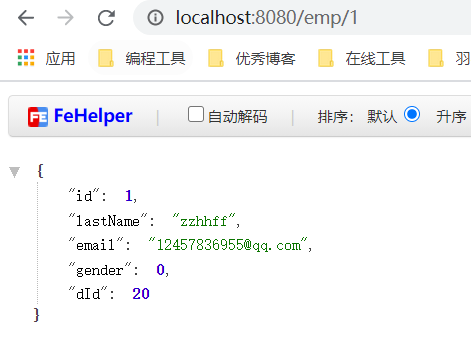 localhost:8080/emp/1
应用 编程工具 优秀博客 在线工具 羽
FeHelper 自动解码 排序： 默认 升序
{
"id": 1,
"lastName": "zzhhff",
"email": "12457836955@qq.com",
"gender": 0,
"dId": 20
}